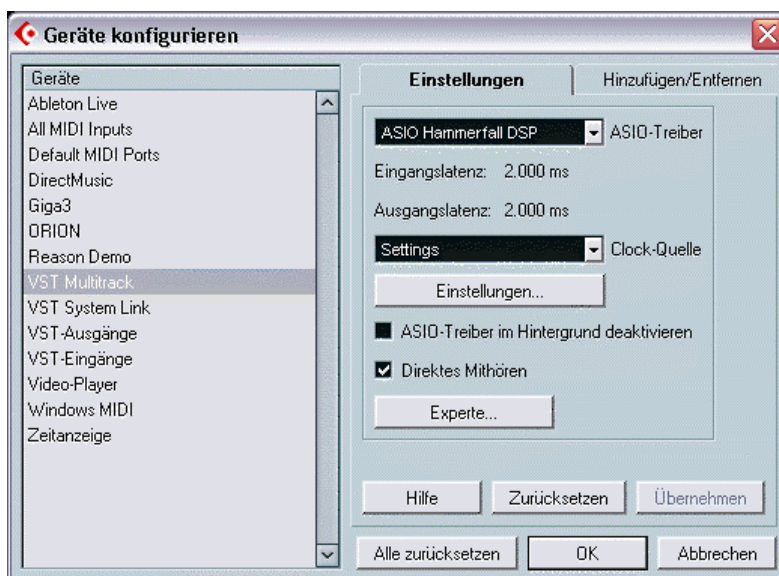 Geräte konfigurieren
Geräte
Ableton Live
All MIDI Inputs
Default MIDI Ports
DirectMusic
Giga3
ORION
Reason Demo
VST Multitrack
VST System Link
VST-Ausgänge
VST-Eingänge
Video-Player
Windows MIDI
Zeitanzeige
Einstellungen Hinzufügen/Entfernen
ASIO Hammerfall DSP ASIO-Treiber
Eingangslatenz: 2.000 ms
Ausgangslatenz: 2.000 ms
Settings Clock-Quelle
Einstellungen...
ASIO-Treiber im Hintergrund deaktivieren
Direktes Mithören
Experte...
Hilfe Zurücksetzen Übernehmen
Alle zurücksetzen OK Abbrechen